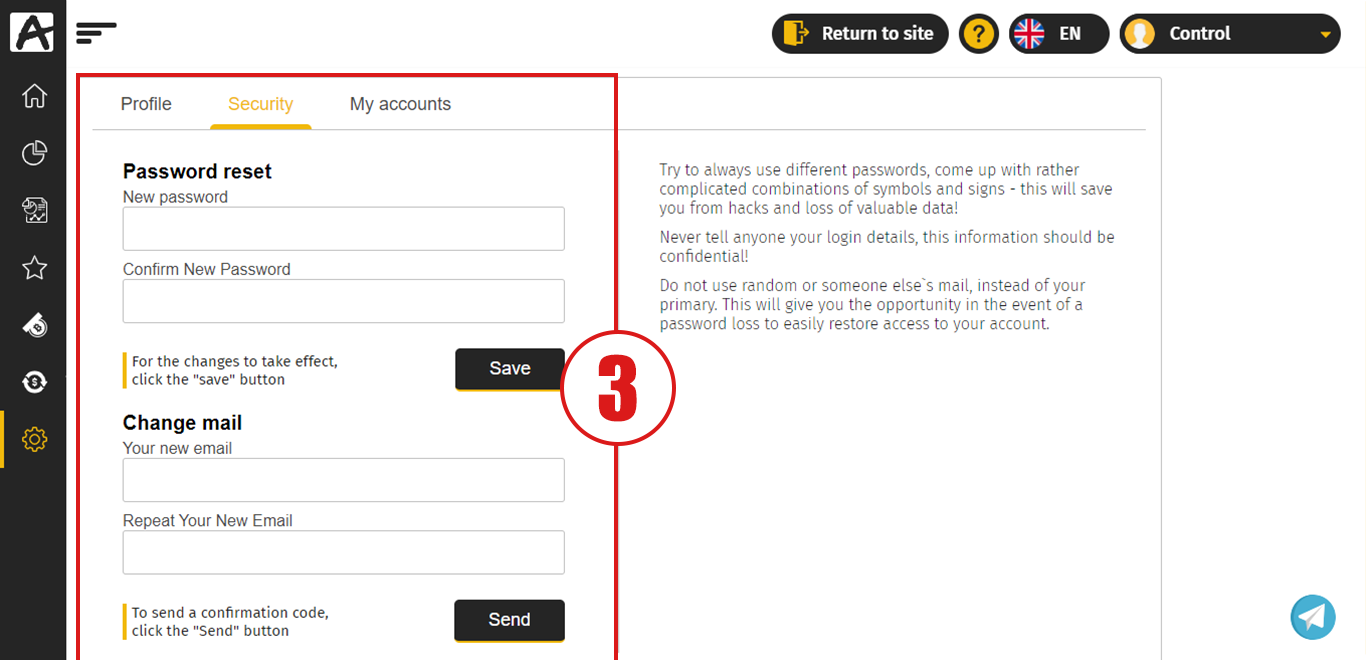 Return to site
?
EN
Control
Profile
Security
My accounts
Password reset
New password
Confirm New Password
For the changes to take effect,
click the "save" button
Save
Change mail
Your new email
Repeat Your New Email
To send a confirmation code,
click the "Send" button
Send
3
Try to always use different passwords, come up with rather
complicated combinations of symbols and signs - this will save
you from hacks and loss of valuable data!
Never tell anyone your login details, this information should be
confidential!
Do not use random or someone else`s mail, instead of your
primary. This will give you the opportunity in the event of a
password loss to easily restore access to your account.